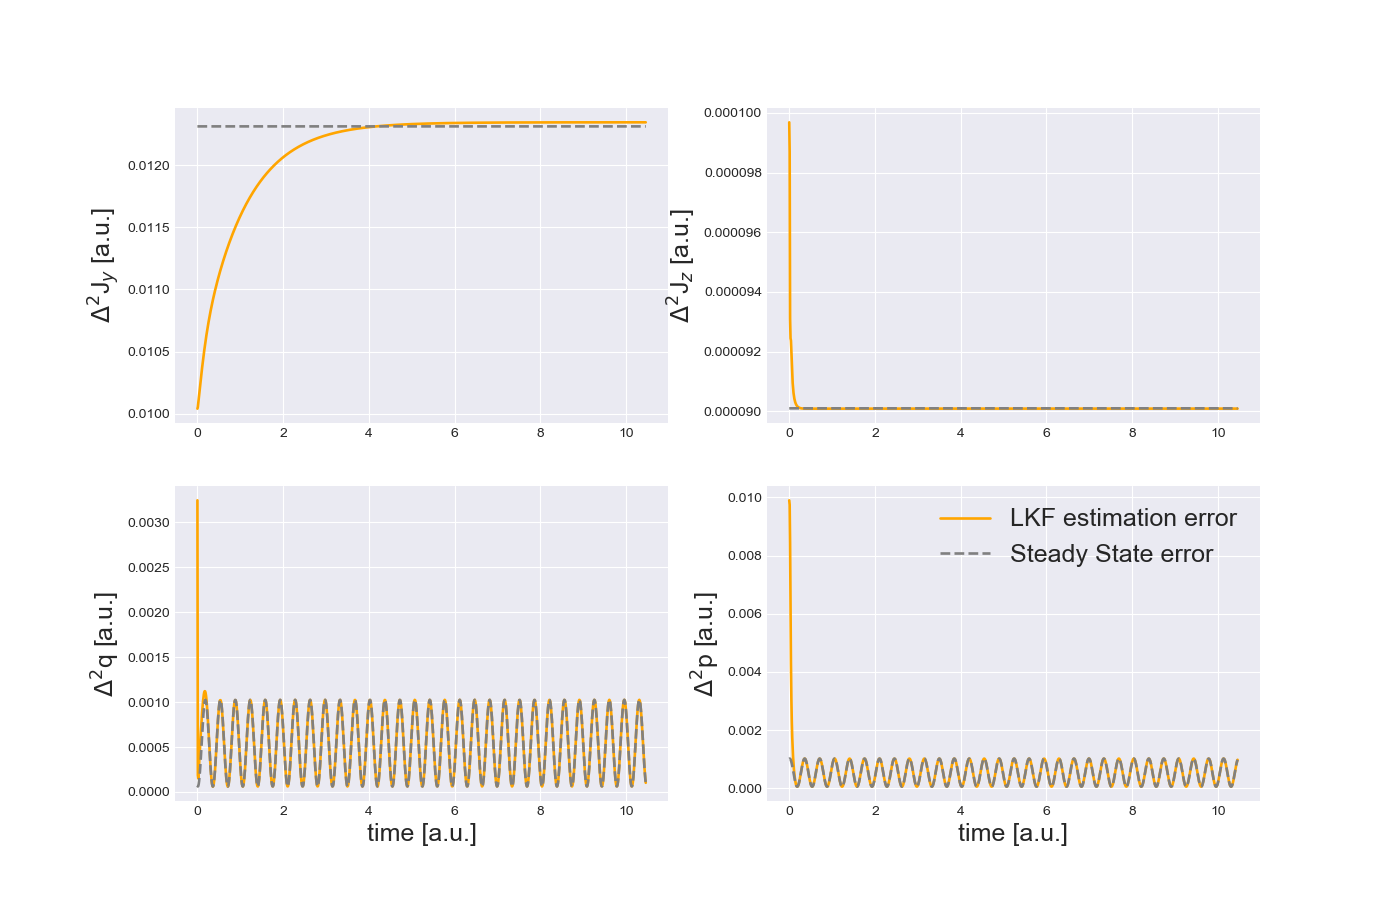 Δ²Jy [a.u.]
0.0120
0.0115
0.0110
0.0105
0.0100
0 2 4 6 8 10
Δ²Jz [a.u.]
0.000100
0.000098
0.000096
0.000094
0.000092
0.000090
0 2 4 6 8 10
Δ²q [a.u.]
0.0030
0.0025
0.0020
0.0015
0.0010
0.0005
0.0000
0 2 4 6 8 10
time [a.u.]
Δ²p [a.u.]
0.010
0.008
0.006
0.004
0.002
0.000
LKF estimation error
Steady State error
0 2 4 6 8 10
time [a.u.]